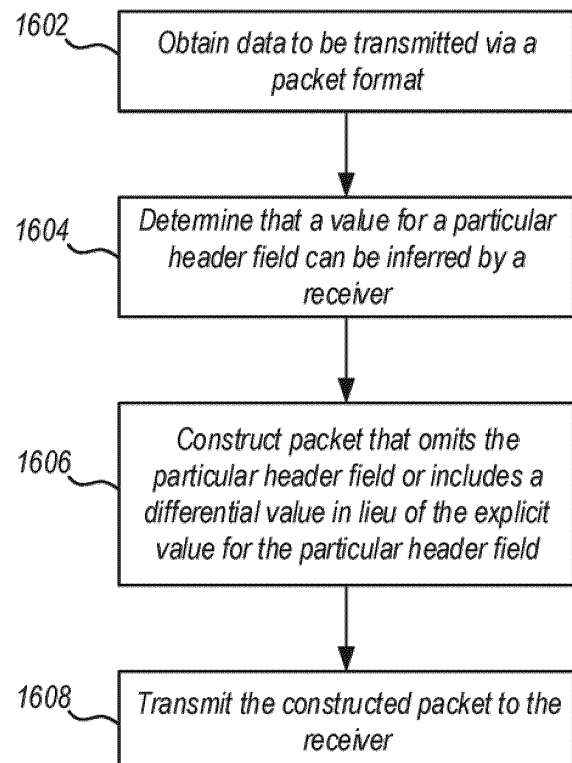 1602
Obtain data to be transmitted via a
packet format
1604
Determine that a value for a particular
header field can be inferred by a
receiver
1606
Construct packet that omits the
particular header field or includes a
differential value in lieu of the explicit
value for the particular header field
1608
Transmit the constructed packet to the
receiver